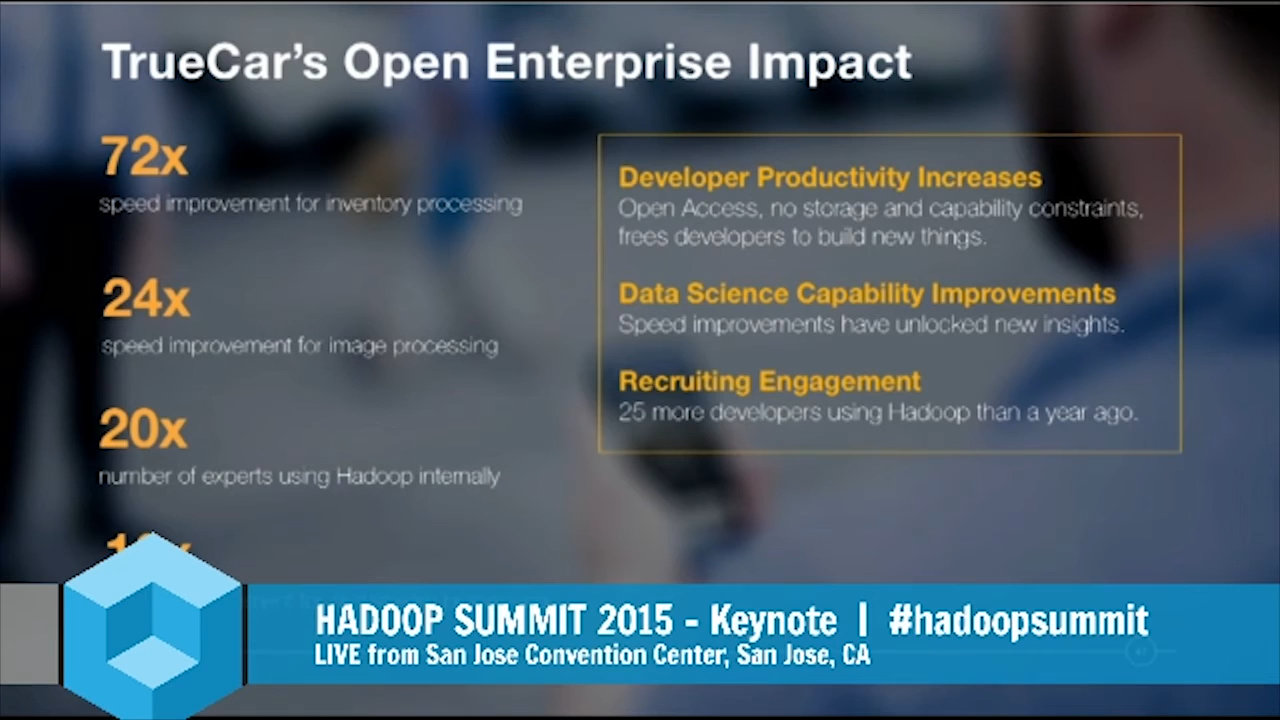 TrueCar's Open Enterprise Impact
72x
speed improvement for inventory processing
24x
speed improvement for image processing
20x
number of experts using Hadoop internally
Developer Productivity Increases
Open Access, no storage and capability constraints,
frees developers to build new things.
Data Science Capability Improvements
Speed improvements have unlocked new insights.
Recruiting Engagement
25 more developers using Hadoop than a year ago.
HADOOP SUMMIT 2015 - Keynote | #hadoopsummit
LIVE from San Jose Convention Center, San Jose, CA